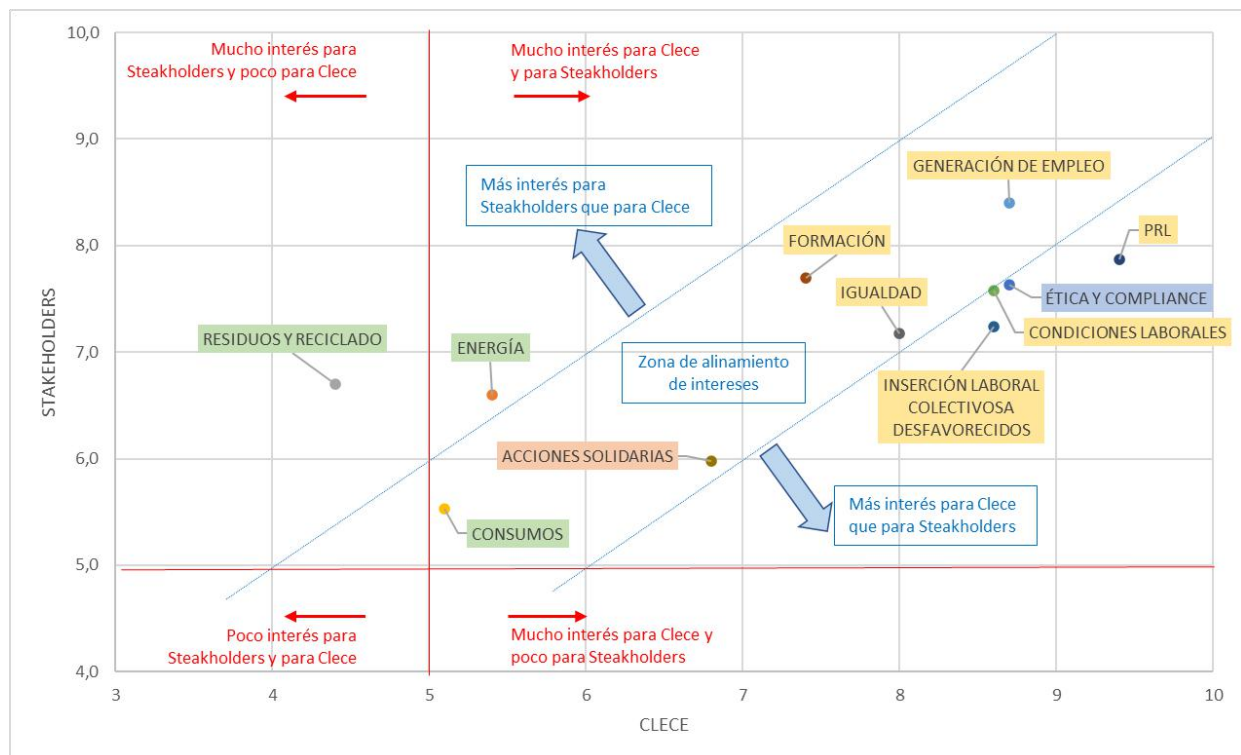 10,0
9,0
8,0
7,0
6,0
5,0
4,0
STAKEHOLDERS
Mucho interés para
Steakholders y poco para Clece
Mucho interés para Clece
y para Steakholders
Más interés para
Steakholders que para Clece
GENERACIÓN DE EMPLEO
FORMACIÓN
PRL
IGUALDAD
ÉTICA Y COMPLIANCE
CONDICIONES LABORALES
RESIDUOS Y RECICLADO
ENERGÍA
Zona de alinamiento
de intereses
INSERCIÓN LABORAL
COLECTIVOSA
DESFAVORECIDOS
ACCIONES SOLIDARIAS
CONSUMOS
Más interés para Clece
que para Steakholders
Poco interés para
Steakholders y para Clece
Mucho interés para Clece y
poco para Steakholders
3 4 5 6 7 8 9 10
CLECE